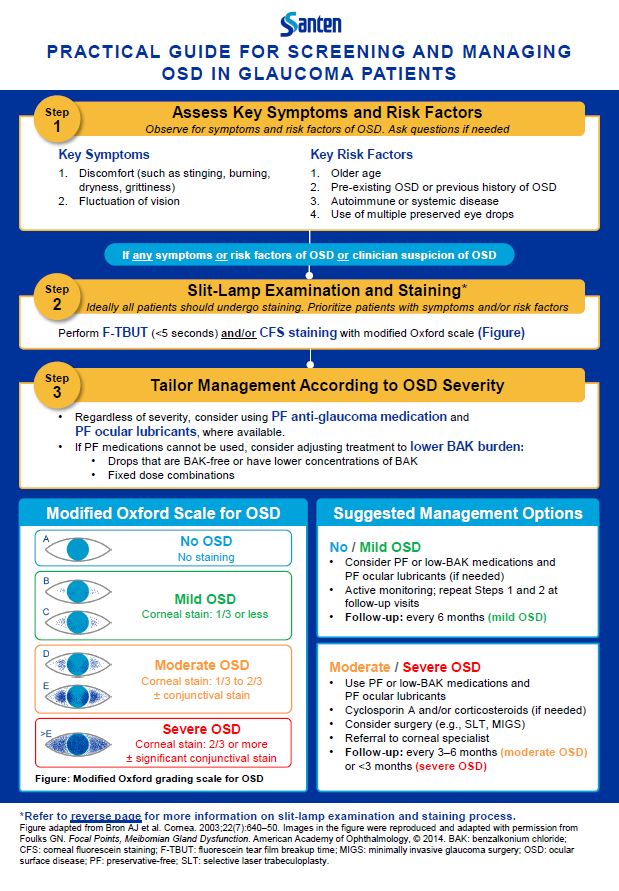 Santen
PRACTICAL GUIDE FOR SCREENING AND MANAGING
OSD IN GLAUCOMA PATIENTS
Step
1
Assess Key Symptoms and Risk Factors
Observe for symptoms and risk factors of OSD. Ask questions if needed
Key Symptoms
1. Discomfort (such as stinging, burning,
dryness, grittiness)
2. Fluctuation of vision
Key Risk Factors
1. Older age
2. Pre-existing OSD or previous history of OSD
3. Autoimmune or systemic disease
4. Use of multiple preserved eye drops
If any symptoms or risk factors of OSD or clinician suspicion of OSD
Step
2
Slit-Lamp Examination and Staining*
Ideally all patients should undergo staining. Prioritize patients with symptoms and/or risk factors
Perform F-TBUT (<5 seconds) and/or CFS staining with modified Oxford scale (Figure)
Step
3
Tailor Management According to OSD Severity
• Regardless of severity, consider using PF anti-glaucoma medication and
PF ocular lubricants, where available.
• If PF medications cannot be used, consider adjusting treatment to lower BAK burden:
• Drops that are BAK-free or have lower concentrations of BAK
• Fixed dose combinations
Modified Oxford Scale for OSD
A
No OSD
No staining
B
C
Mild OSD
Corneal stain: 1/3 or less
D
E
Moderate OSD
Corneal stain: 1/3 to 2/3
± conjunctival stain
>E
Severe OSD
Corneal stain: 2/3 or more
± significant conjunctival stain
Figure: Modified Oxford grading scale for OSD
Suggested Management Options
No / Mild OSD
• Consider PF or low-BAK medications and
PF ocular lubricants (if needed)
• Active monitoring; repeat Steps 1 and 2 at
follow-up visits
• Follow-up: every 6 months (mild OSD)
Moderate / Severe OSD
• Use PF or low-BAK medications and
PF ocular lubricants
• Cyclosporin A and/or corticosteroids (if needed)
• Consider surgery (e.g., SLT, MIGS)
• Referral to corneal specialist
• Follow-up: every 3–6 months (moderate OSD)
or <3 months (severe OSD)
*Refer to reverse page for more information on slit-lamp examination and staining process.
Figure adapted from Bron AJ et al. Cornea. 2003;22(7):640–50. Images in the figure were reproduced and adapted with permission from
Foulks GN. Focal Points, Meibomian Gland Dysfunction. American Academy of Ophthalmology, © 2014. BAK: benzalkonium chloride;
CFS: corneal fluorescein staining; F-TBUT: fluorescein tear film breakup time; MIGS: minimally invasive glaucoma surgery; OSD: ocular
surface disease; PF: preservative-free; SLT: selective laser trabeculoplasty.